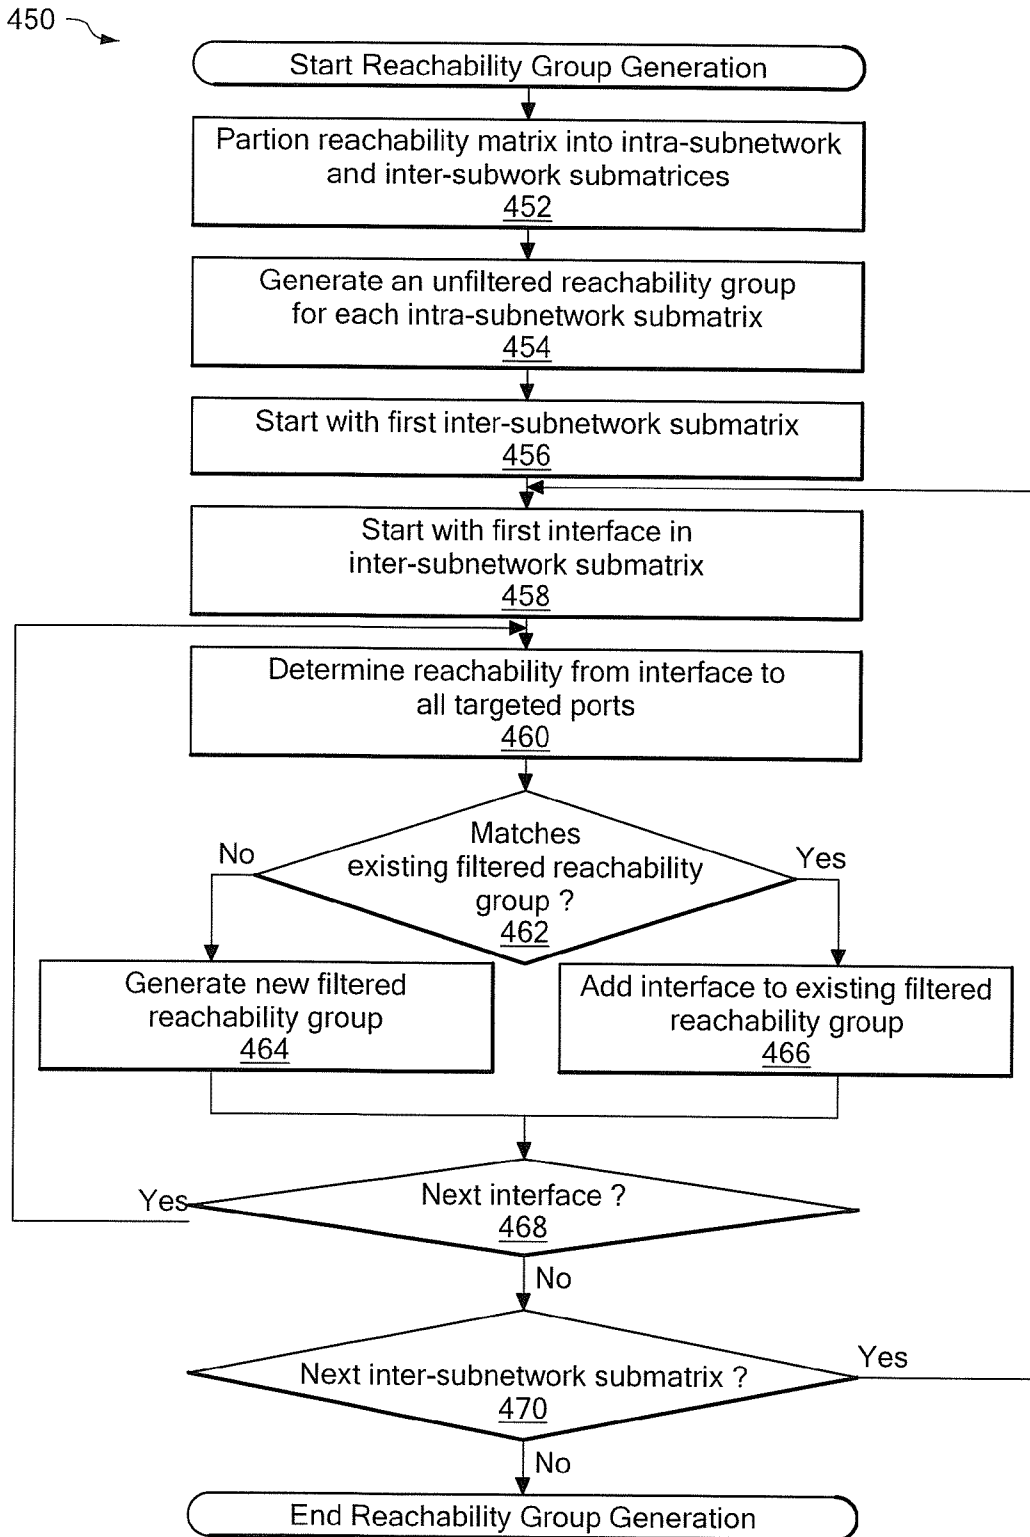 450
Start Reachability Group Generation
Partion reachability matrix into intra-subnetwork
and inter-subwork submatrices
452
Generate an unfiltered reachability group
for each intra-subnetwork submatrix
454
Start with first inter-subnetwork submatrix
456
Start with first interface in
inter-subnetwork submatrix
458
Determine reachability from interface to
all targeted ports
460
Matches
existing filtered reachability
group ?
462
No
Yes
Generate new filtered
reachability group
464
Add interface to existing filtered
reachability group
466
Next interface ?
468
Yes
No
Next inter-subnetwork submatrix ?
470
Yes
No
End Reachability Group Generation